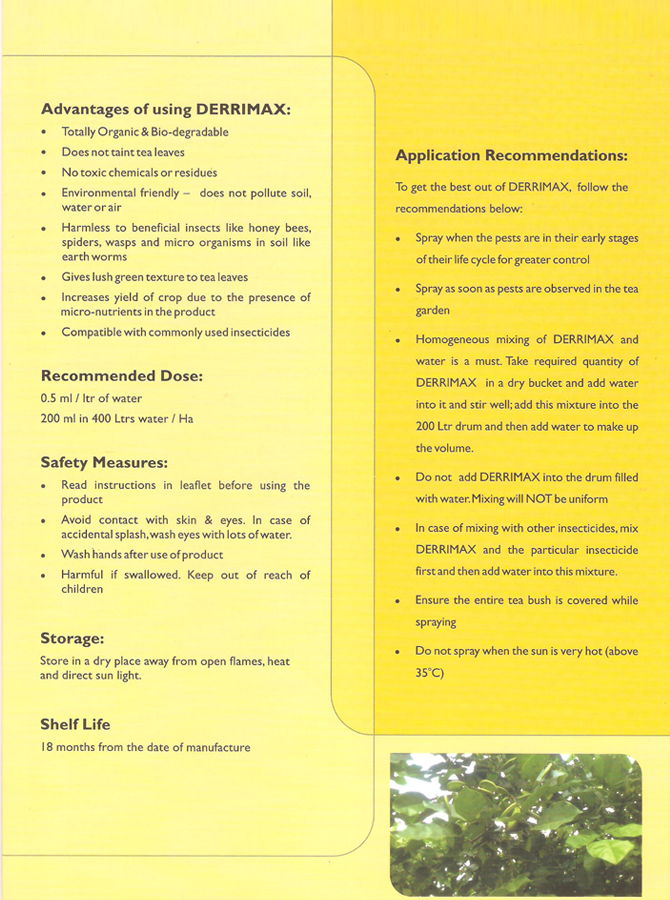 Advantages of using DERRIMAX:
• Totally Organic & Bio-degradable
• Does not taint tea leaves
• No toxic chemicals or residues
• Environmental friendly – does not pollute soil,
water or air
• Harmless to beneficial insects like honey bees,
spiders, wasps and micro organisms in soil like
earth worms
• Gives lush green texture to tea leaves
• Increases yield of crop due to the presence of
micro-nutrients in the product
• Compatible with commonly used insecticides
Recommended Dose:
0.5 ml / ltr of water
200 ml in 400 Ltrs water / Ha
Safety Measures:
• Read instructions in leaflet before using the
product
• Avoid contact with skin & eyes. In case of
accidental splash, wash eyes with lots of water.
• Wash hands after use of product
• Harmful if swallowed. Keep out of reach of
children
Storage:
Store in a dry place away from open flames, heat
and direct sun light.
Shelf Life
18 months from the date of manufacture
Application Recommendations:
To get the best out of DERRIMAX, follow the
recommendations below:
• Spray when the pests are in their early stages
of their life cycle for greater control
• Spray as soon as pests are observed in the tea
garden
• Homogeneous mixing of DERRIMAX and
water is a must. Take required quantity of
DERRIMAX in a dry bucket and add water
into it and stir well; add this mixture into the
200 Ltr drum and then add water to make up
the volume.
• Do not add DERRIMAX into the drum filled
with water. Mixing will NOT be uniform
• In case of mixing with other insecticides, mix
DERRIMAX and the particular insecticide
first and then add water into this mixture.
• Ensure the entire tea bush is covered while
spraying
• Do not spray when the sun is very hot (above
35°C)